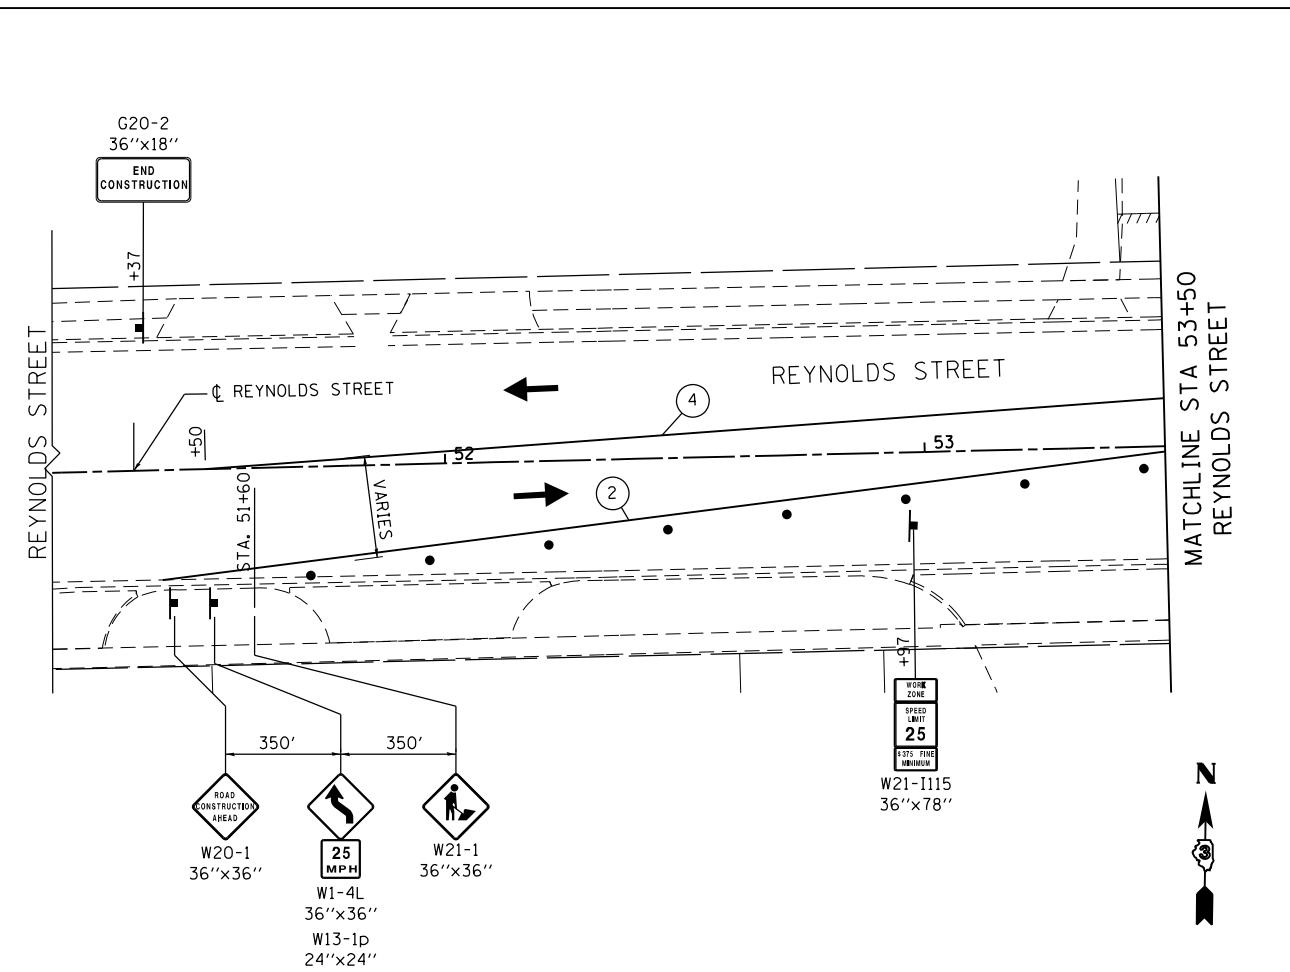 G20-2
36''x18''
END
CONSTRUCTION
+37
REYNOLDS STREET
℄ REYNOLDS STREET
REYNOLDS STREET
4
+50
52
53
STA. 51+60
VARIES
2
MATCHLINE STA 53+50
REYNOLDS STREET
+97
WORK
ZONE
SPEED
LIMIT
25
$375 FINE
MINIMUM
W21-I115
36''x78''
350'
350'
ROAD
CONSTRUCTION
AHEAD
W20-1
36''x36''
25
MPH
W1-4L
36''x36''
W13-1p
24''x24''
W21-1
36''x36''
N
3